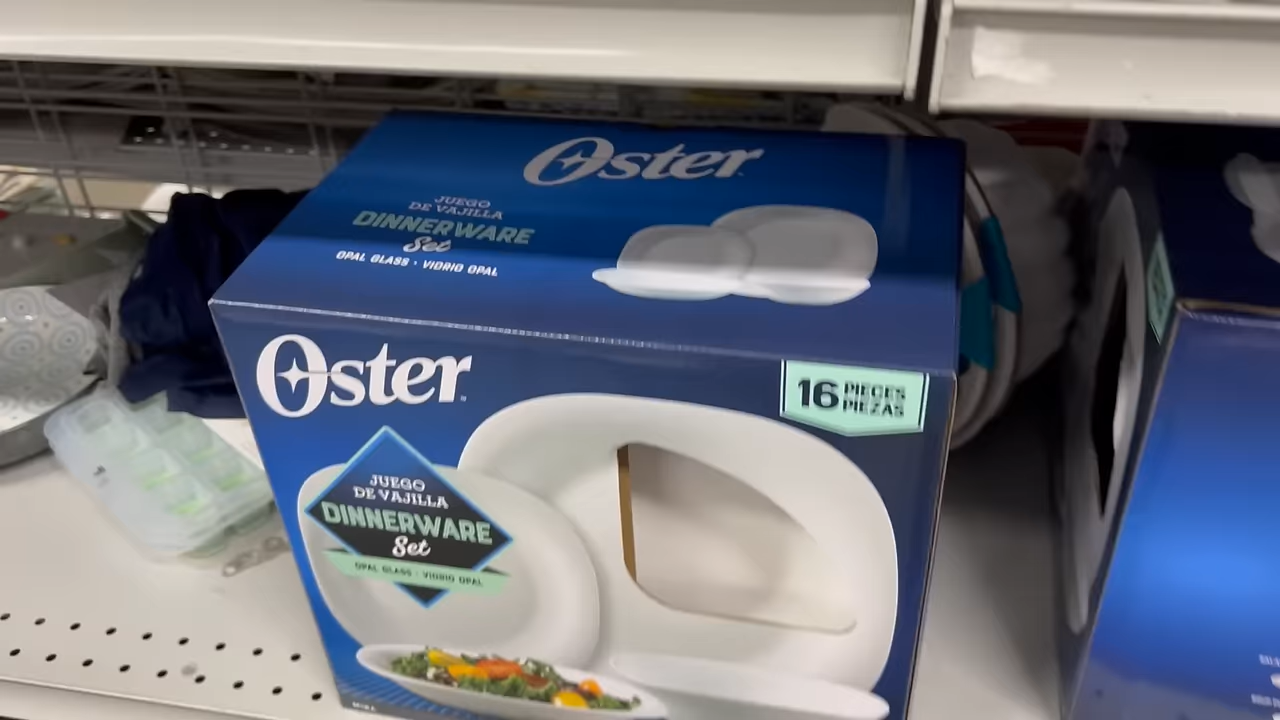 Oster
JUEGO
DE VAJILLA
DINNERWARE
Set
OPAL GLASS · VIDRIO OPAL
Oster
16 PIECES
PIEZAS
JUEGO
DE VAJILLA
DINNERWARE
Set
OPAL GLASS · VIDRIO OPAL